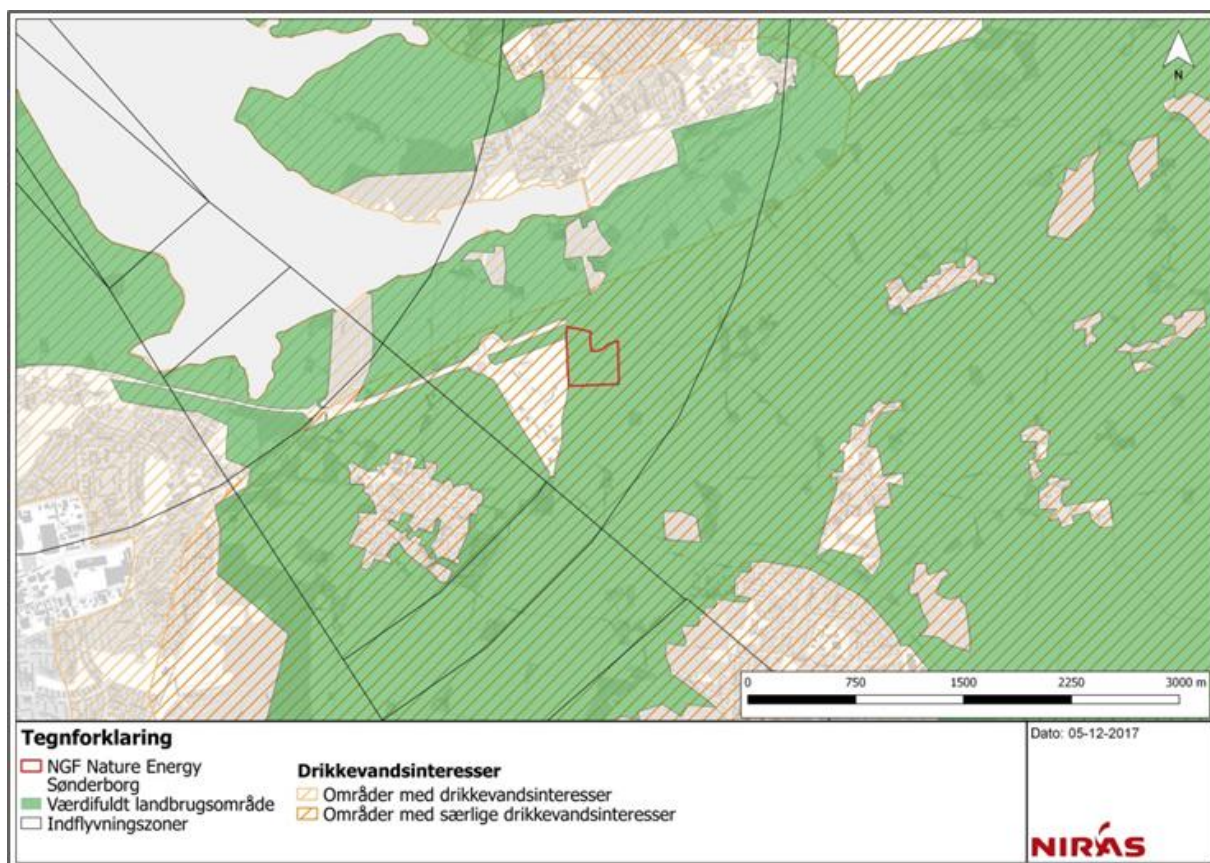 N
0 750 1500 2250 3000 m
Tegnforklaring
NGF Nature Energy
Sønderborg
Værdifuldt landbrugsområde
Indflyvningszoner
Drikkevandsinteresser
Områder med drikkevandsinteresser
Områder med særlige drikkevandsinteresser
Dato: 05-12-2017
NIRAS